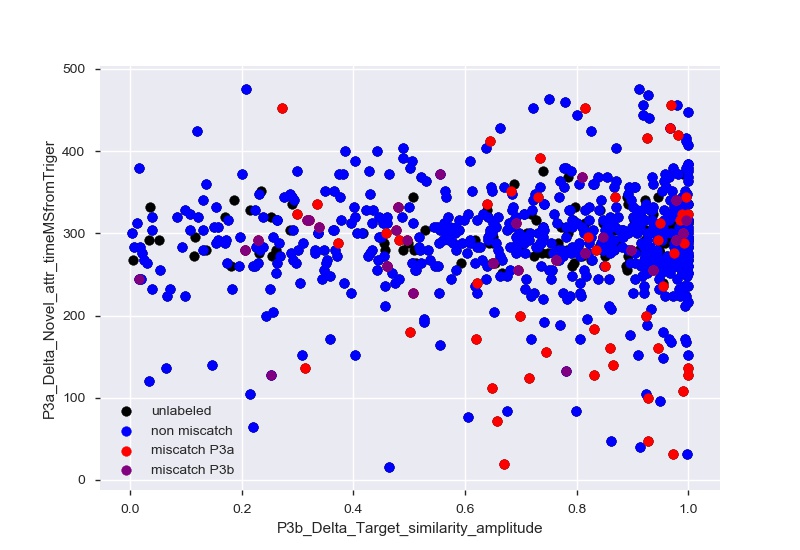 500
400
300
200
100
0
P3a_Delta_Novel_attr_timeMSfromTriger
unlabeled
non miscatch
miscatch P3a
miscatch P3b
0.0 0.2 0.4 0.6 0.8 1.0
P3b_Delta_Target_similarity_amplitude